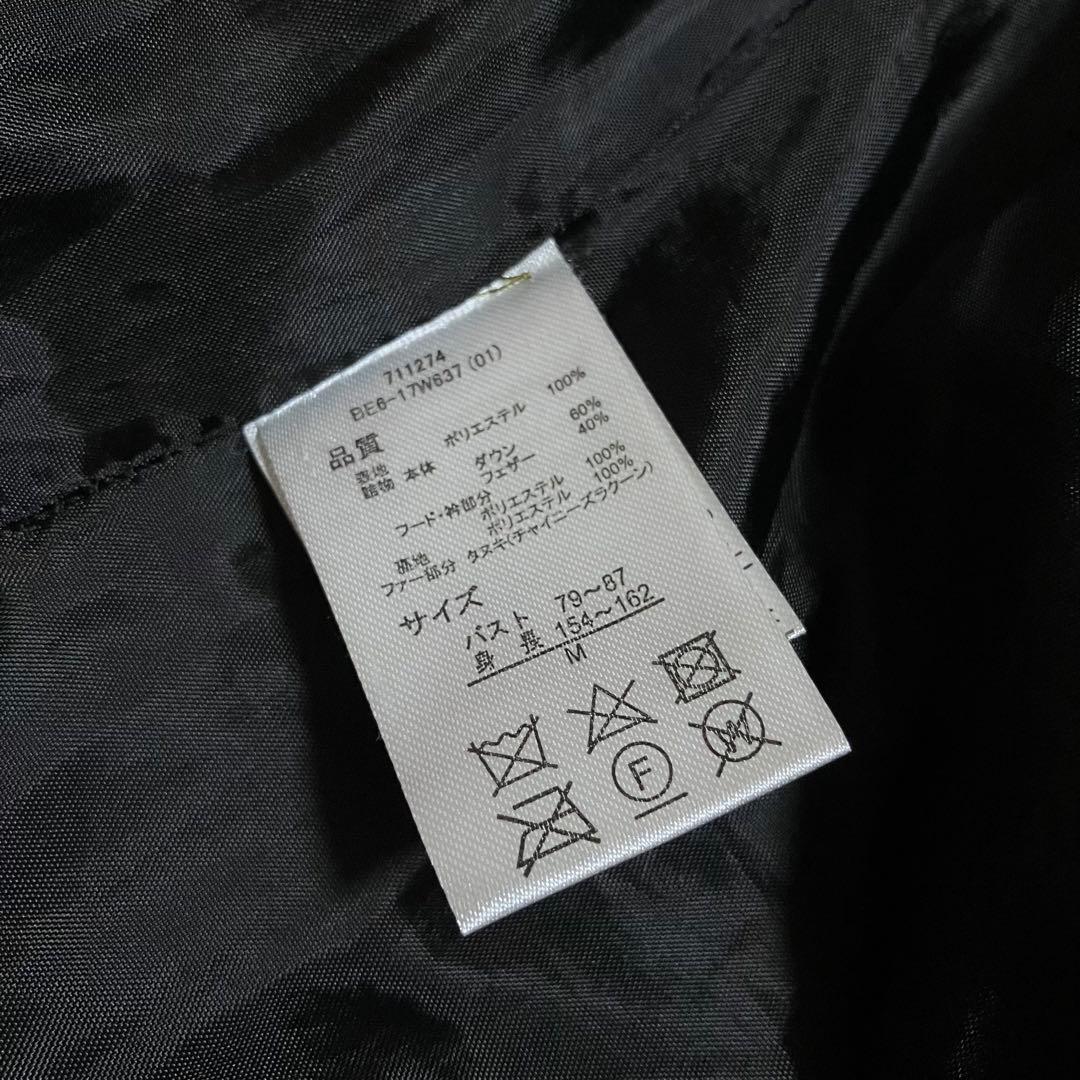 711274
BE6-17W637 (01)
品質
表地 ポリエステル 100%
詰物 本体 ダウン 60%
フェザー 40%
フード・衿部分 ポリエステル 100%
裏地 ポリエステル 100%
ファー部分 タヌキ(チャイニーズラクーン)
サイズ
バスト 79～87
身長 154～162
M
F
W